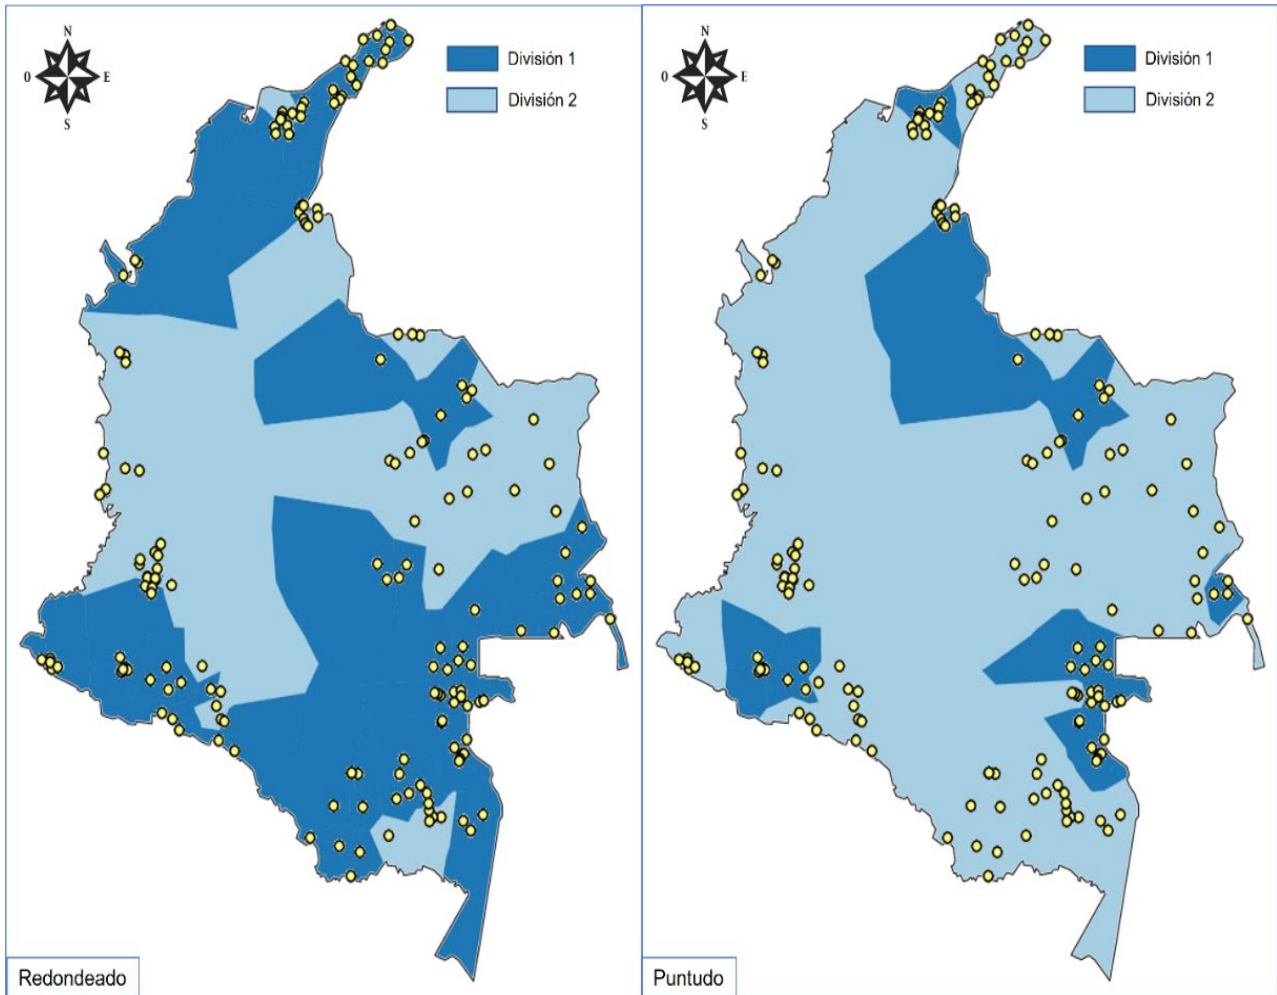 N
O E
S
División 1
División 2
Redondeado
N
O E
S
División 1
División 2
Puntudo